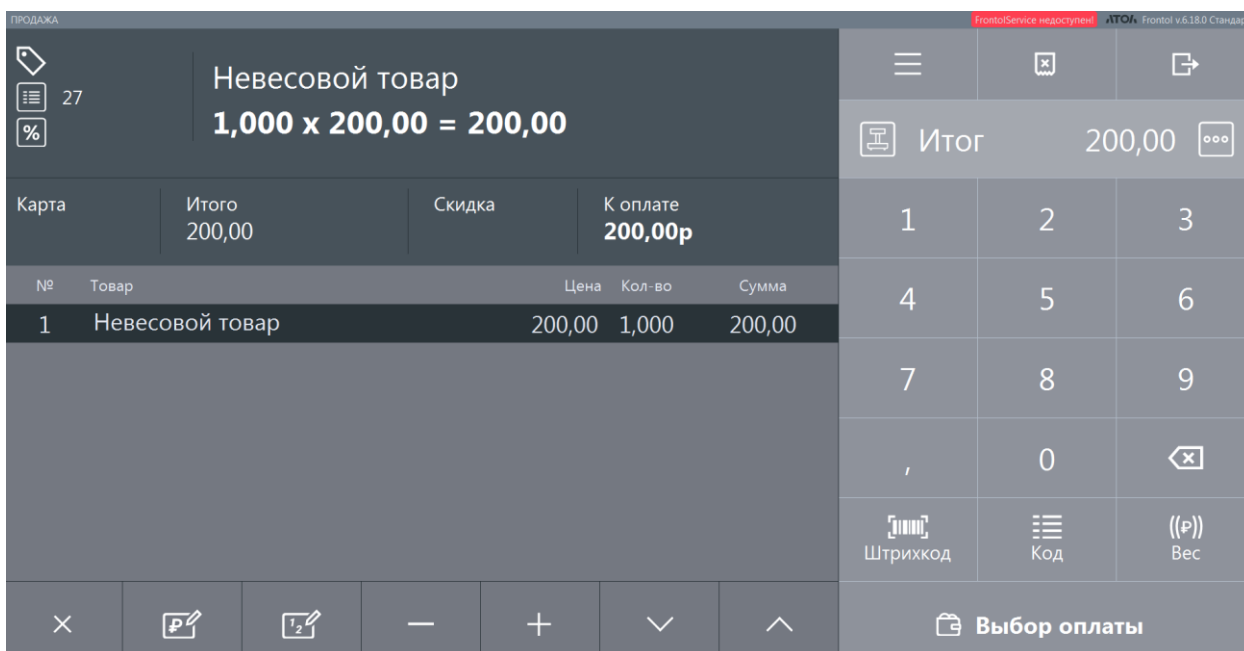 ПРОДАЖА
FrontolService недоступен! АТОЛ Frontol v.6.18.0 Стандар
Невесовой товар
27
1,000 x 200,00 = 200,00
%
Итог 200,00
Карта Итого Скидка К оплате
200,00 200,00р
1 2 3
№ Товар Цена Кол-во Сумма
1 Невесовой товар 200,00 1,000 200,00
4 5 6
7 8 9
, 0
Штрихкод Код ((₽)) Вес
₽ 1 2
Выбор оплаты